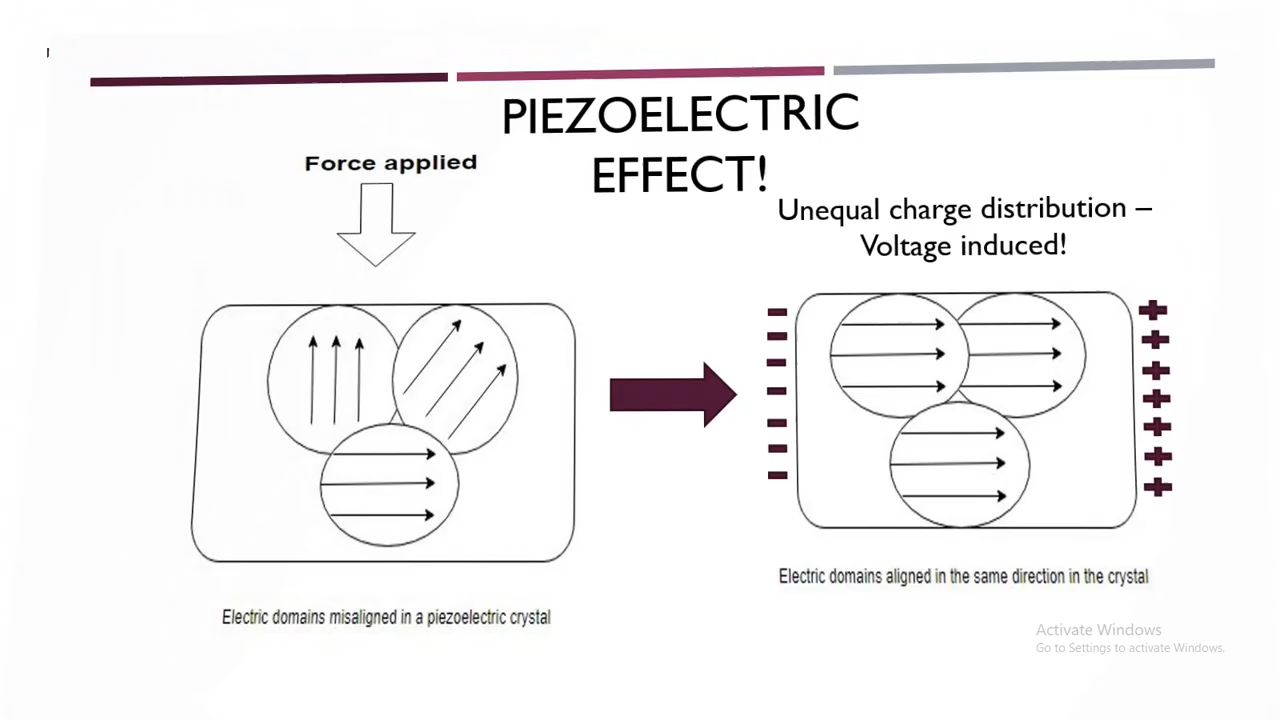 PIEZOELECTRIC
EFFECT!
Force applied
Unequal charge distribution –
Voltage induced!
Electric domains misaligned in a piezoelectric crystal
Electric domains aligned in the same direction in the crystal
Activate Windows
Go to Settings to activate Windows.